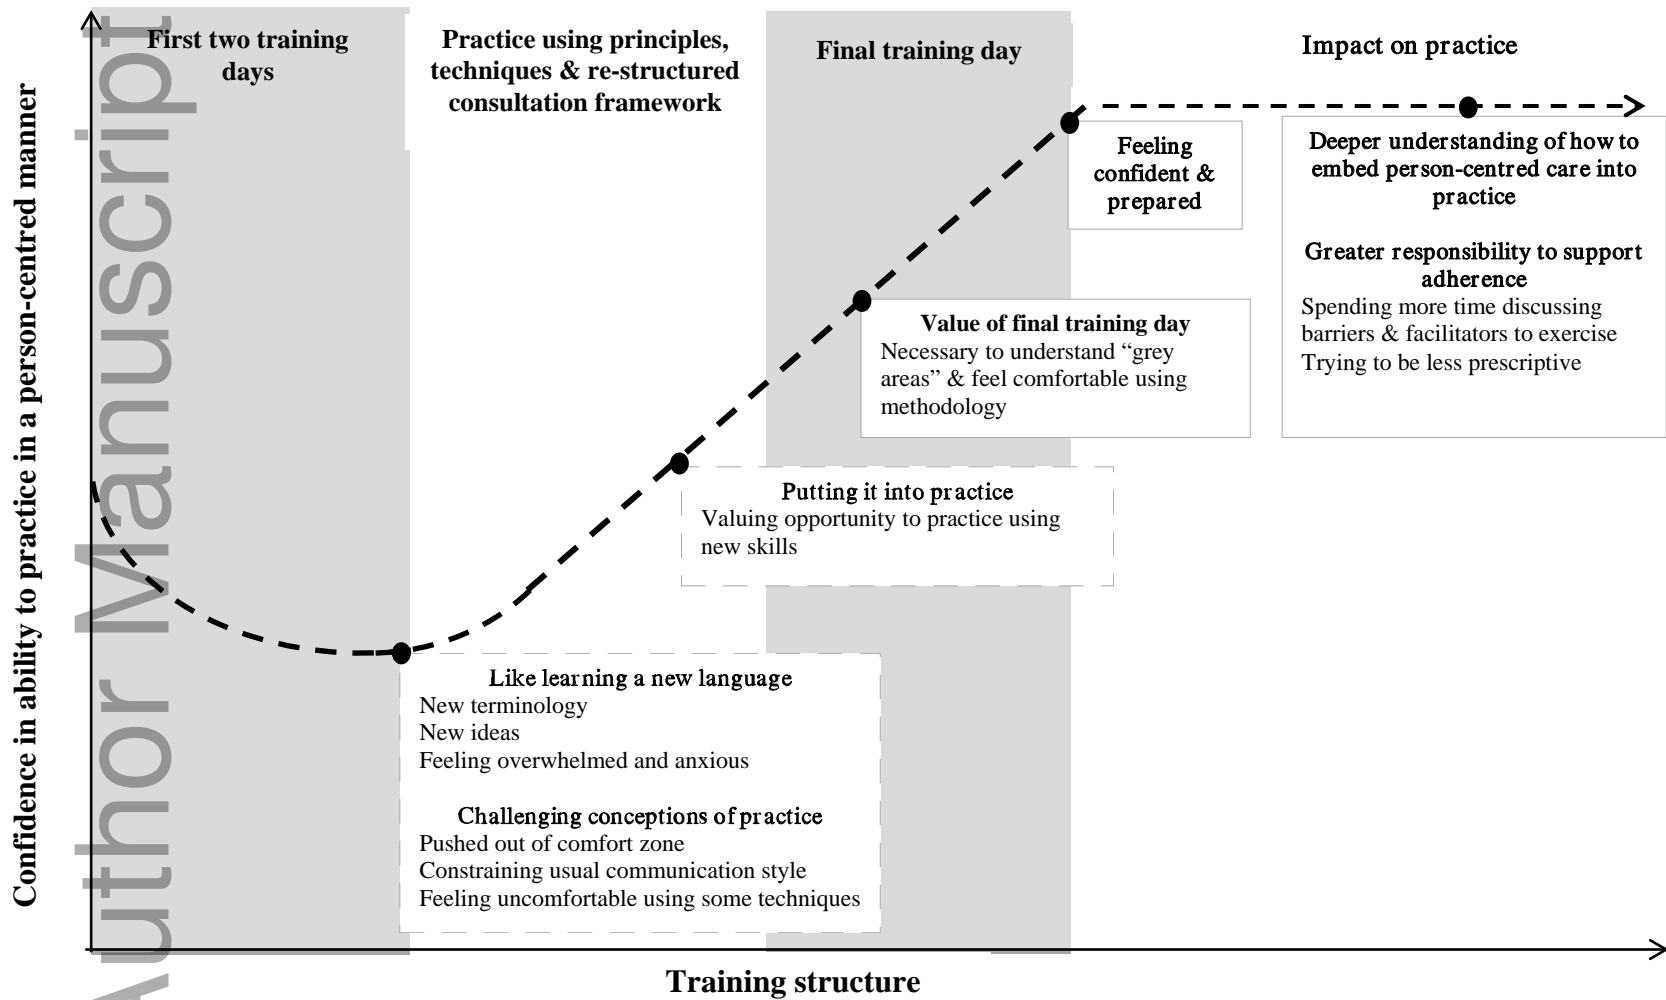 First two training
days
Practice using principles,
techniques & re-structured
consultation framework
Final training day
Impact on practice
Confidence in ability to practice in a person-centred manner
Author Manuscript
Feeling
confident &
prepared
Deeper understanding of how to
embed person-centred care into
practice
Greater responsibility to support
adherence
Spending more time discussing
barriers & facilitators to exercise
Trying to be less prescriptive
Value of final training day
Necessary to understand “grey
areas” & feel comfortable using
methodology
Putting it into practice
Valuing opportunity to practice using
new skills
Like learning a new language
New terminology
New ideas
Feeling overwhelmed and anxious
Challenging conceptions of practice
Pushed out of comfort zone
Constraining usual communication style
Feeling uncomfortable using some techniques
Training structure